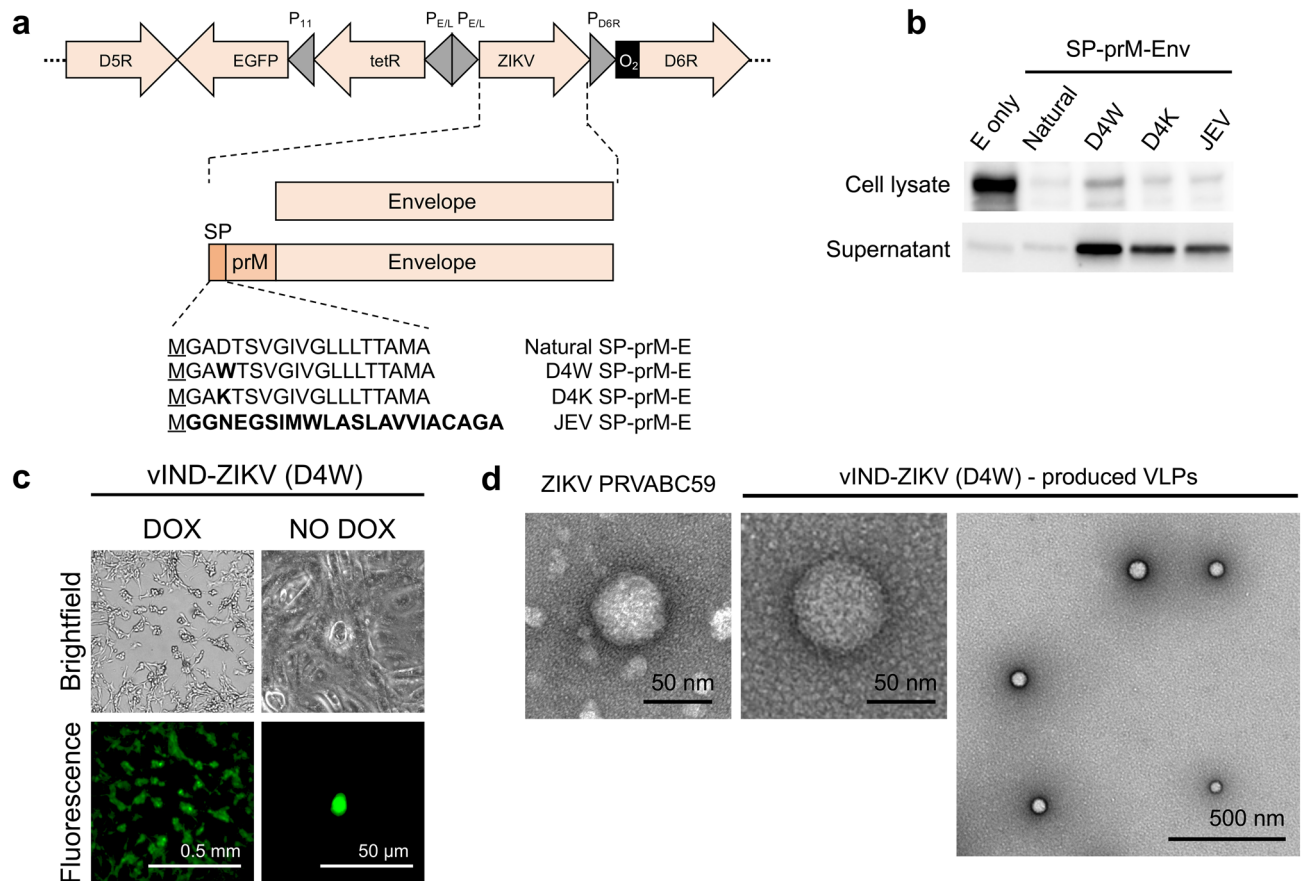 a
P11 PE/L PE/L PD6R
D5R EGFP tetR ZIKV O2 D6R
Envelope
SP
prM Envelope
MGADTSVGIVGLLLTTAMA Natural SP-prM-E
MGAWTSVGIVGLLLTTAMA D4W SP-prM-E
MGAKTSVGIVGLLLTTAMA D4K SP-prM-E
MGGNEGSIMWLASLAVVIACAGA JEV SP-prM-E
b
SP-prM-Env
E only Natural D4W D4K JEV
Cell lysate
Supernatant
c
vIND-ZIKV (D4W)
DOX NO DOX
Brightfield
Fluorescence
0.5 mm 50 µm
d
ZIKV PRVABC59 vIND-ZIKV (D4W) - produced VLPs
50 nm 50 nm
500 nm